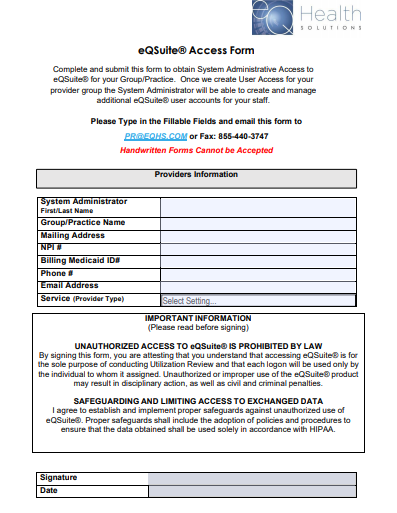 eQ Health
SOLUTIONS
eQSuite® Access Form
Complete and submit this form to obtain System Administrative Access to
eQSuite® for your Group/Practice. Once we create User Access for your
provider group the System Administrator will be able to create and manage
additional eQSuite® user accounts for your staff.
Please Type in the Fillable Fields and email this form to
PR@EQHS.COM or Fax: 855-440-3747
Handwritten Forms Cannot be Accepted
Providers Information
System Administrator
First/Last Name
Group/Practice Name
Mailing Address
NPI #
Billing Medicaid ID#
Phone #
Email Address
Service (Provider Type) Select Setting...
IMPORTANT INFORMATION
(Please read before signing)
UNAUTHORIZED ACCESS TO eQSuite® IS PROHIBITED BY LAW
By signing this form, you are attesting that you understand that accessing eQSuite® is for
the sole purpose of conducting Utilization Review and that each logon will be used only by
the individual to whom it assigned. Unauthorized or improper use of the eQSuite® product
may result in disciplinary action, as well as civil and criminal penalties.
SAFEGUARDING AND LIMITING ACCESS TO EXCHANGED DATA
I agree to establish and implement proper safeguards against unauthorized use of
eQSuite®. Proper safeguards shall include the adoption of policies and procedures to
ensure that the data obtained shall be used solely in accordance with HIPAA.
Signature
Date